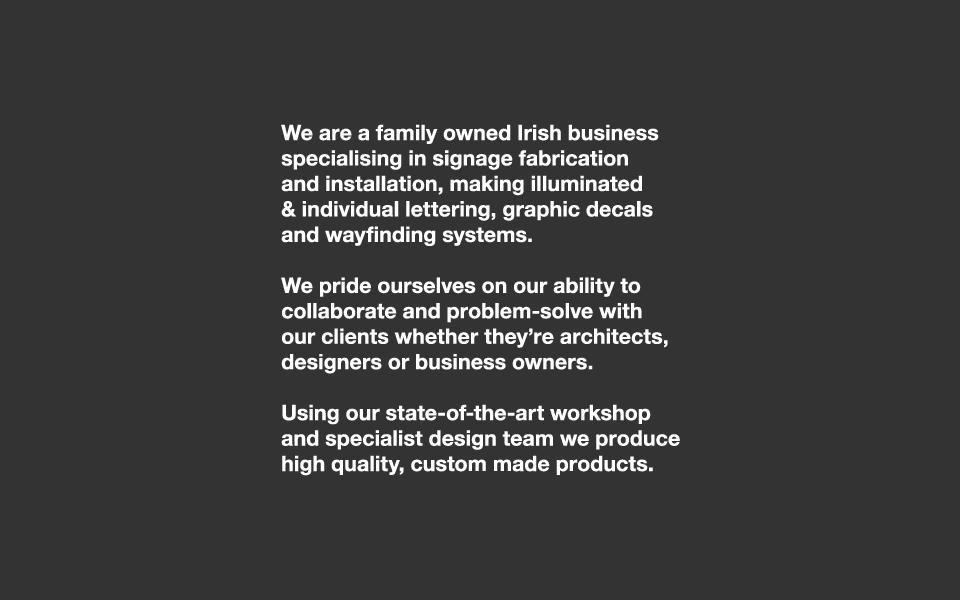 We are a family owned Irish business
specialising in signage fabrication
and installation, making illuminated
& individual lettering, graphic decals
and wayfinding systems.
We pride ourselves on our ability to
collaborate and problem-solve with
our clients whether they’re architects,
designers or business owners.
Using our state-of-the-art workshop
and specialist design team we produce
high quality, custom made products.